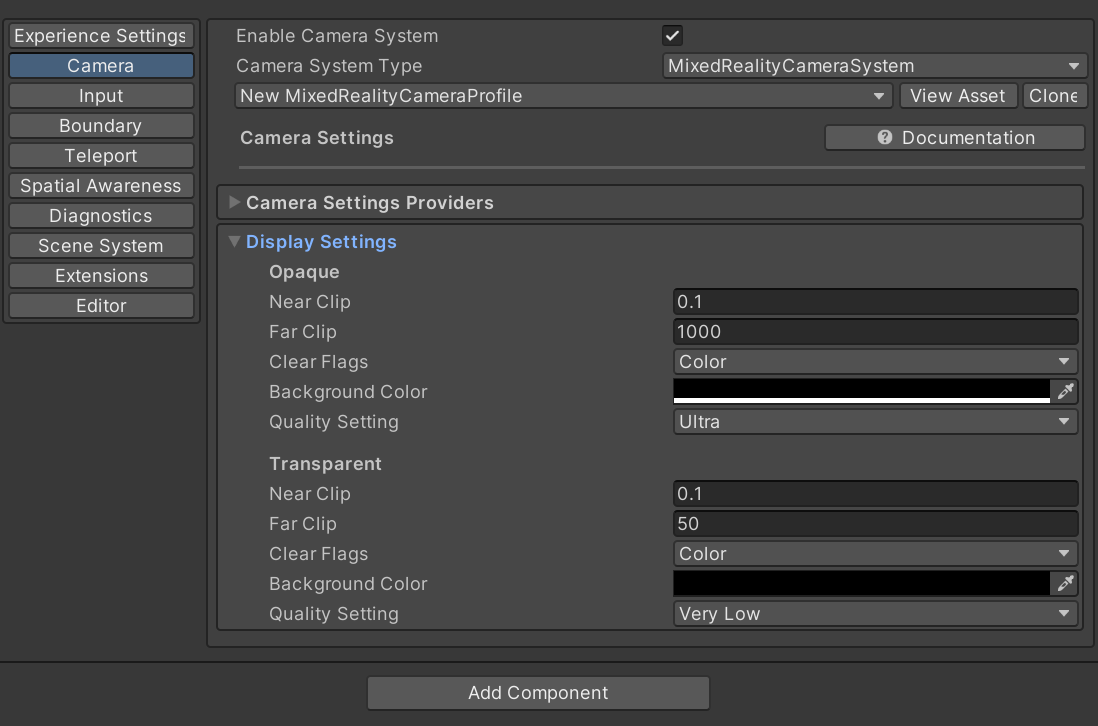 Experience Settings
Camera
Input
Boundary
Teleport
Spatial Awareness
Diagnostics
Scene System
Extensions
Editor
Enable Camera System
Camera System Type MixedRealityCameraSystem
New MixedRealityCameraProfile View Asset Clone
Camera Settings Documentation
Camera Settings Providers
Display Settings
Opaque
Near Clip 0.1
Far Clip 1000
Clear Flags Color
Background Color
Quality Setting Ultra
Transparent
Near Clip 0.1
Far Clip 50
Clear Flags Color
Background Color
Quality Setting Very Low
Add Component